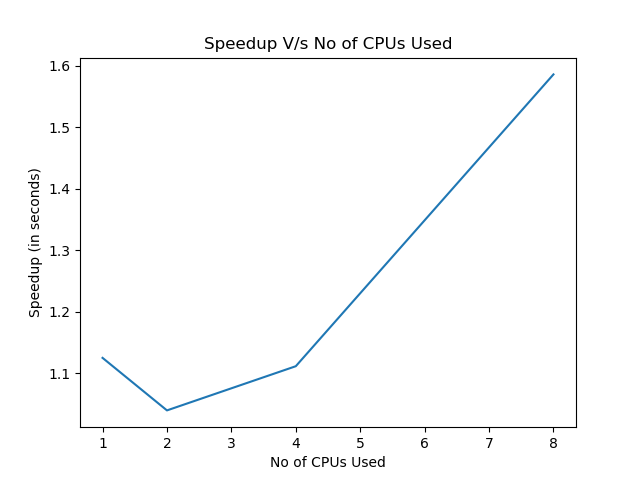 Speedup V/s No of CPUs Used
Speedup (in seconds)
1.6
1.5
1.4
1.3
1.2
1.1
1 2 3 4 5 6 7 8
No of CPUs Used